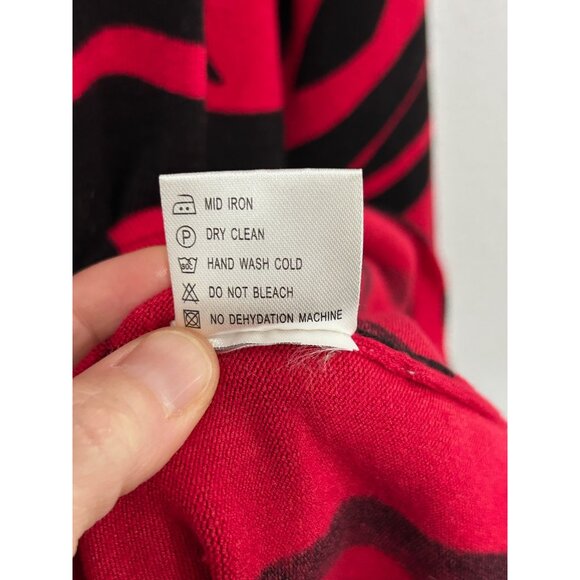 MID IRON
P DRY CLEAN
HAND WASH COLD
DO NOT BLEACH
NO DEHYDATION MACHINE